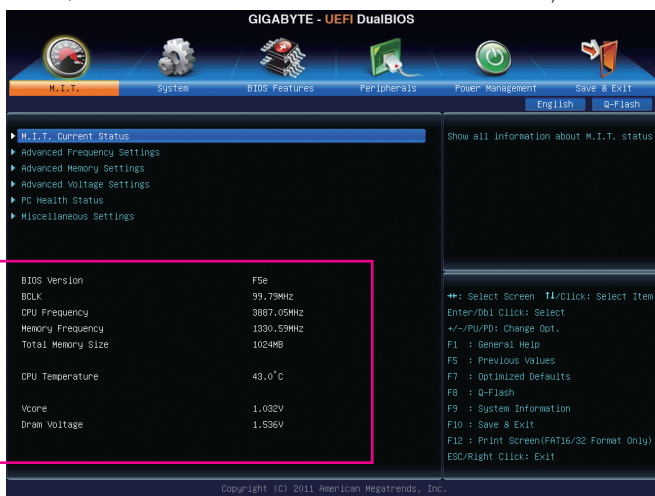 GIGABYTE - UEFI DualBIOS
M.I.T.
System
BIOS Features
Peripherals
Power Management
Save & Exit
English
Q-Flash
M.I.T. Current Status
Advanced Frequency Settings
Advanced Memory Settings
Advanced Voltage Settings
PC Health Status
Miscellaneous Settings
Show all information about M.I.T. status
BIOS Version F5e
BCLK 99.79MHz
CPU Frequency 3887.05MHz
Memory Frequency 1330.59MHz
Total Memory Size 1024MB
CPU Temperature 43.0°C
Vcore 1.032V
Dram Voltage 1.536V
→←: Select Screen ↑↓/Click: Select Item
Enter/Dbl Click: Select
+/-/PU/PD: Change Opt.
F1 : General Help
F5 : Previous Values
F7 : Optimized Defaults
F8 : Q-Flash
F9 : System Information
F10 : Save & Exit
F12 : Print Screen(FAT16/32 Format Only)
ESC/Right Click: Exit
Copyright (C) 2011 American Megatrends, Inc.